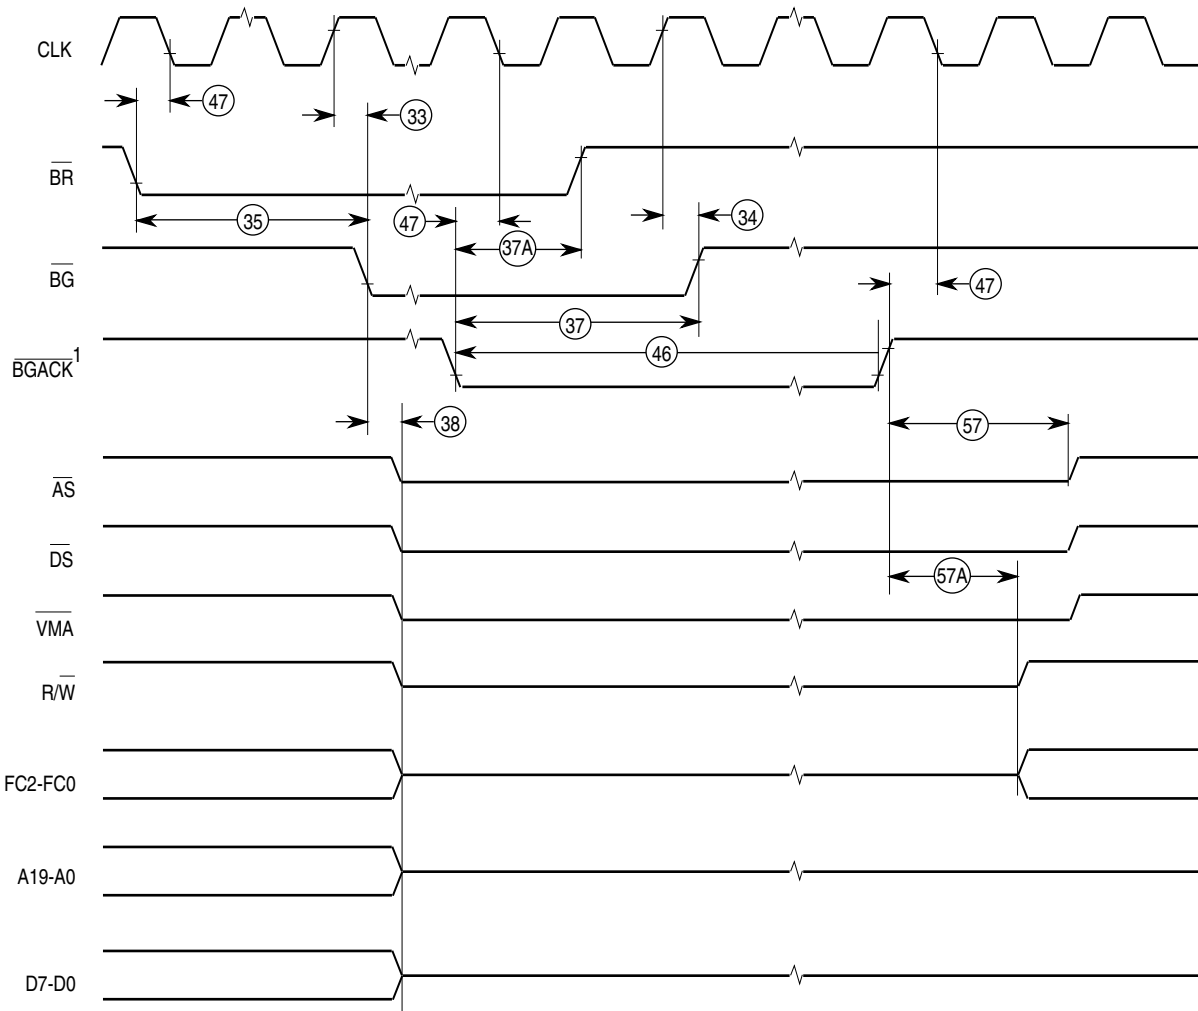 CLK
47
33
BR
35
47
37A
34
BG
47
37
BGACK1
46
38
57
AS
DS
57A
VMA
R/W
FC2-FC0
A19-A0
D7-D0